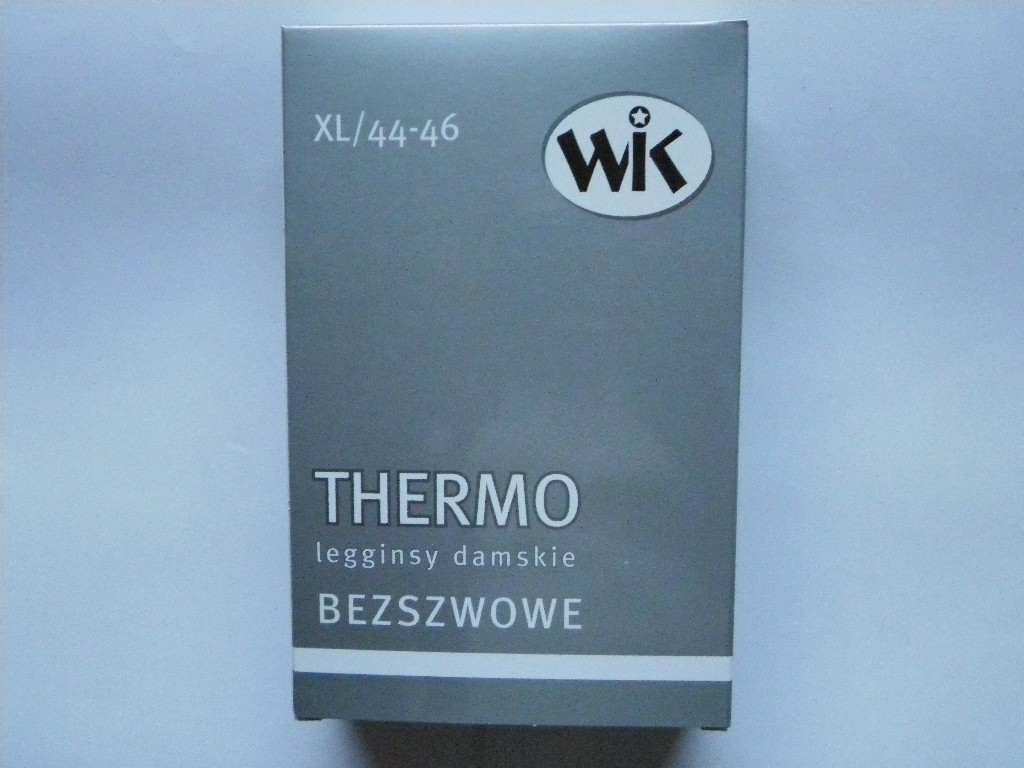 XL/44-46
WiK
THERMO
legginsy damskie
BEZSZWOWE